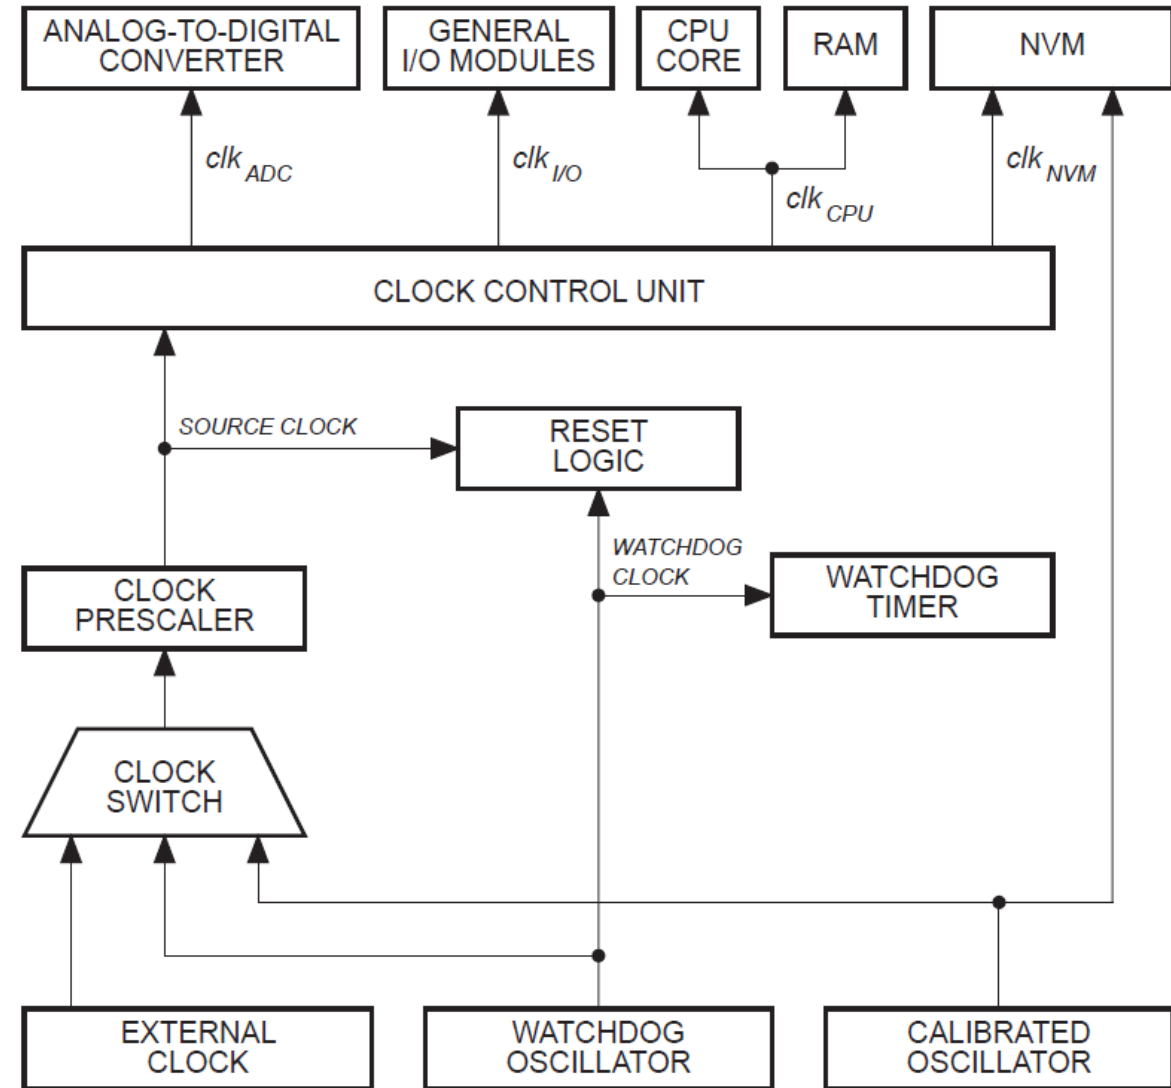 ANALOG-TO-DIGITAL
CONVERTER
GENERAL
I/O MODULES
CPU
CORE
RAM
NVM
clk ADC
clk I/O
clk CPU
clk NVM
CLOCK CONTROL UNIT
SOURCE CLOCK
RESET
LOGIC
WATCHDOG
CLOCK
WATCHDOG
TIMER
CLOCK
PRESCALER
CLOCK
SWITCH
EXTERNAL
CLOCK
WATCHDOG
OSCILLATOR
CALIBRATED
OSCILLATOR